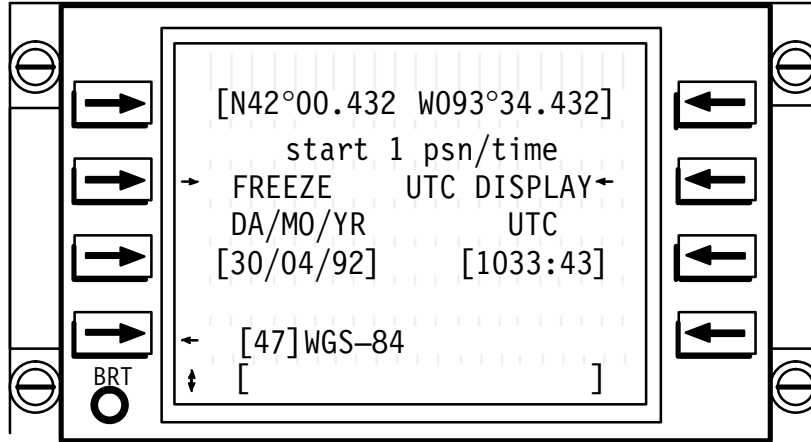 [N42°00.432 W093°34.432]
start 1 psn/time
→ FREEZE UTC DISPLAY←
DA/MO/YR UTC
[30/04/92] [1033:43]
← [47]WGS–84
↕ [ ]
BRT